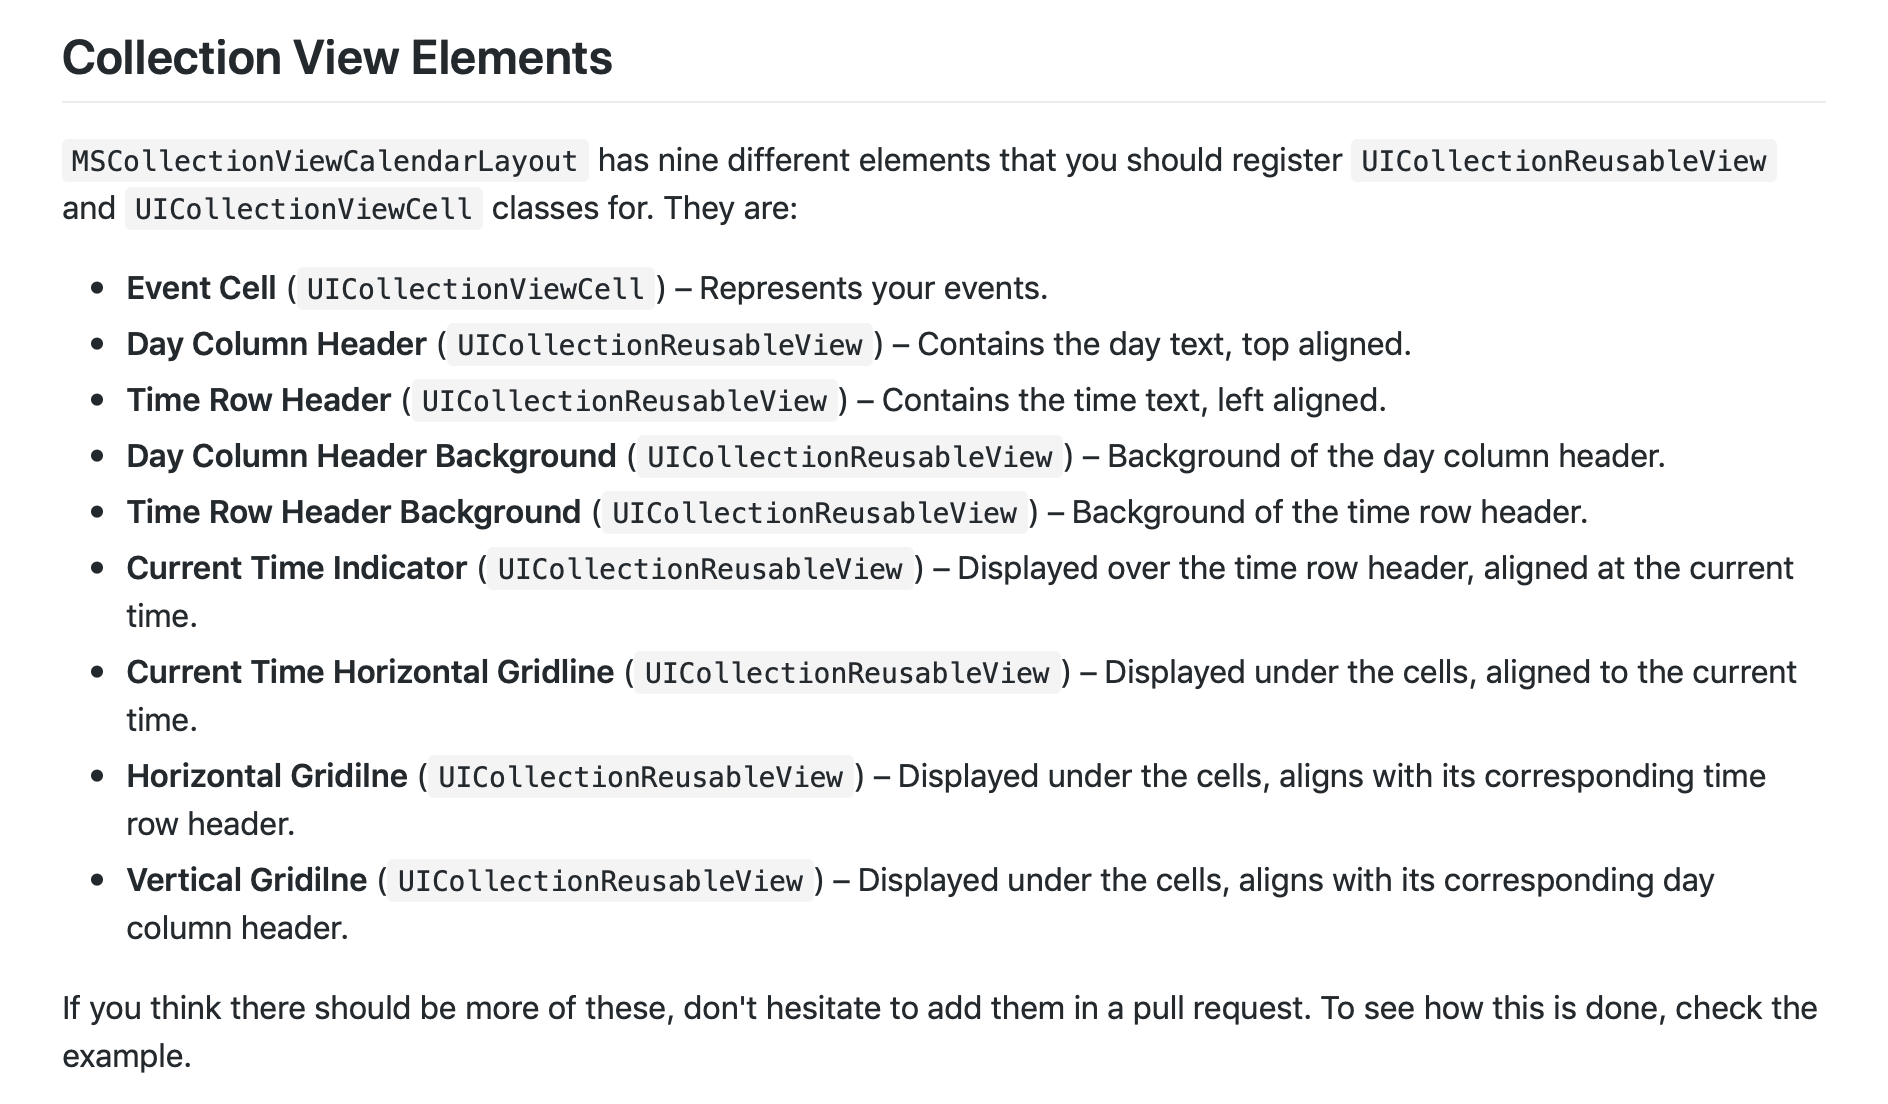 Collection View Elements
MSCollectionViewCalendarLayout has nine different elements that you should register UICollectionReusableView
and UICollectionViewCell classes for. They are:
• Event Cell (UICollectionViewCell) – Represents your events.
• Day Column Header (UICollectionReusableView) – Contains the day text, top aligned.
• Time Row Header (UICollectionReusableView) – Contains the time text, left aligned.
• Day Column Header Background (UICollectionReusableView) – Background of the day column header.
• Time Row Header Background (UICollectionReusableView) – Background of the time row header.
• Current Time Indicator (UICollectionReusableView) – Displayed over the time row header, aligned at the current
time.
• Current Time Horizontal Gridline (UICollectionReusableView) – Displayed under the cells, aligned to the current
time.
• Horizontal Gridilne (UICollectionReusableView) – Displayed under the cells, aligns with its corresponding time
row header.
• Vertical Gridilne (UICollectionReusableView) – Displayed under the cells, aligns with its corresponding day
column header.
If you think there should be more of these, don't hesitate to add them in a pull request. To see how this is done, check the
example.